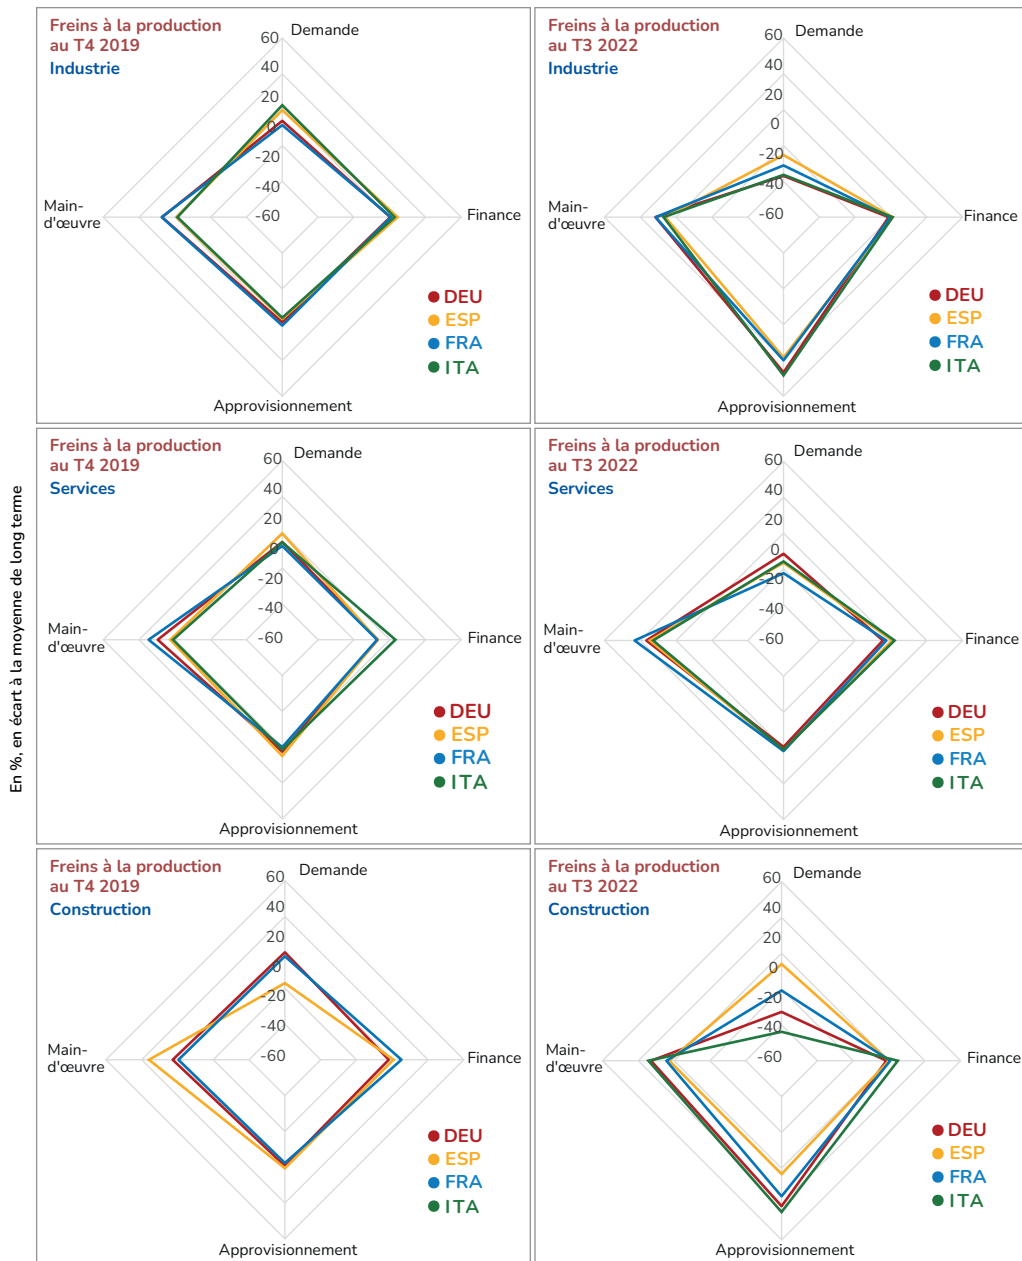 En %, en écart à la moyenne de long terme
Freins à la production
au T4 2019
Industrie
Demande
60
40
20
0
-20
-40
-60
Main-
d'œuvre
Finance
Approvisionnement
DEU
ESP
FRA
ITA
Freins à la production
au T3 2022
Industrie
Demande
60
40
20
0
-20
-40
-60
Main-
d'œuvre
Finance
Approvisionnement
DEU
ESP
FRA
ITA
Freins à la production
au T4 2019
Services
Demande
60
40
20
0
-20
-40
-60
Main-
d'œuvre
Finance
Approvisionnement
DEU
ESP
FRA
ITA
Freins à la production
au T3 2022
Services
Demande
60
40
20
0
-20
-40
-60
Main-
d'œuvre
Finance
Approvisionnement
DEU
ESP
FRA
ITA
Freins à la production
au T4 2019
Construction
Demande
60
40
20
0
-20
-40
-60
Main-
d'œuvre
Finance
Approvisionnement
DEU
ESP
FRA
ITA
Freins à la production
au T3 2022
Construction
Demande
60
40
20
0
-20
-40
-60
Main-
d'œuvre
Finance
Approvisionnement
DEU
ESP
FRA
ITA